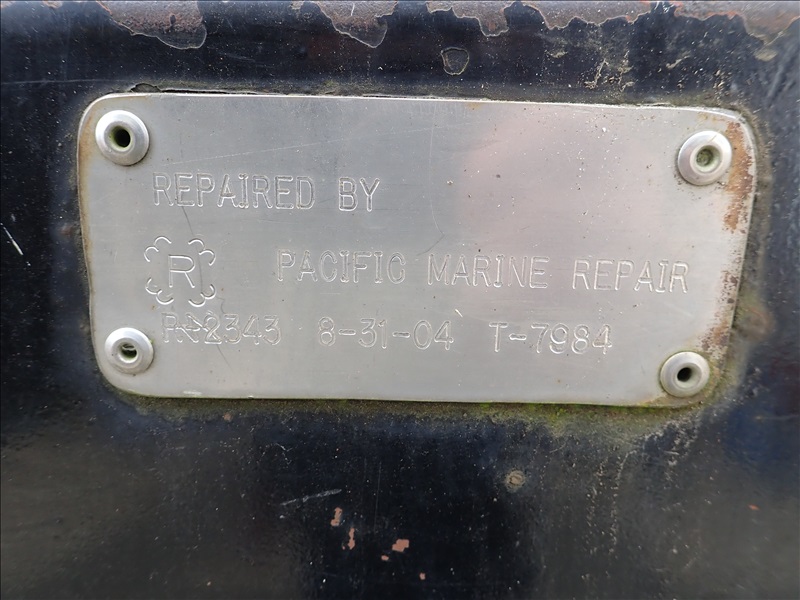 REPAIRED BY
R PACIFIC MARINE REPAIR
R-2343 8-31-04 T-7984